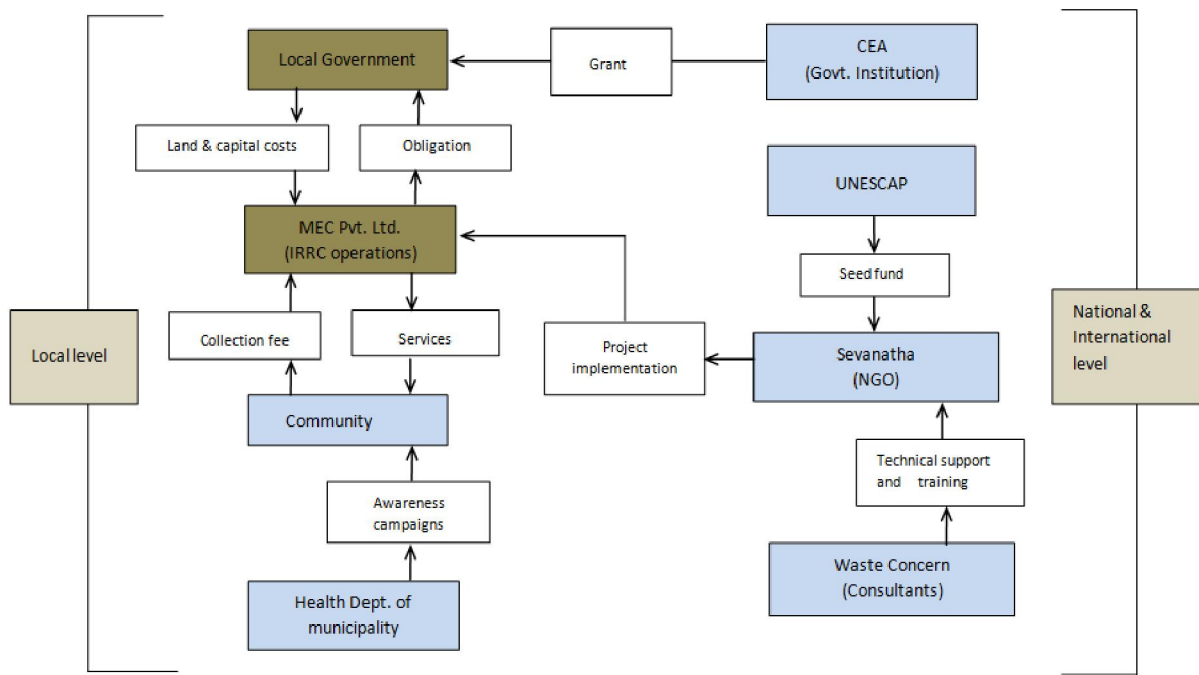 Local Government
Grant
CEA
(Govt. Institution)
Land & capital costs
Obligation
UNESCAP
MEC Pvt. Ltd.
(IRRC operations)
Seed fund
Local level
Collection fee
Services
Project
implementation
Sevanatha
(NGO)
National &
International
level
Community
Technical support
and training
Awareness
campaigns
Waste Concern
(Consultants)
Health Dept. of
municipality